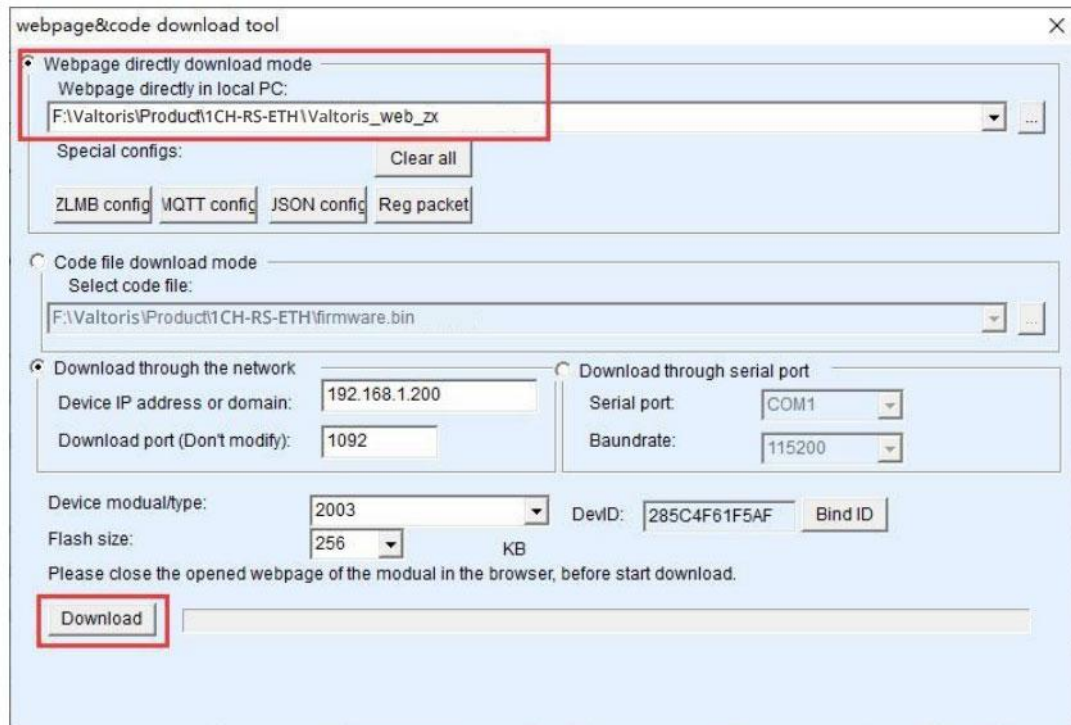 webpage&code download tool
Webpage directly download mode
Webpage directly in local PC:
F:\Valtoris\Product\1CH-RS-ETH\Valtoris_web_zx
...
Special configs:
Clear all
ZLMB config
MQTT config
JSON config
Reg packet
Code file download mode
Select code file:
F:\Valtoris\Product\1CH-RS-ETH\firmware.bin
...
Download through the network
Device IP address or domain: 192.168.1.200
Download port (Don't modify): 1092
Download through serial port
Serial port: COM1
Baundrate: 115200
Device modual/type: 2003
DevID: 285C4F61F5AF Bind ID
Flash size: 256 KB
Please close the opened webpage of the modual in the browser, before start download.
Download